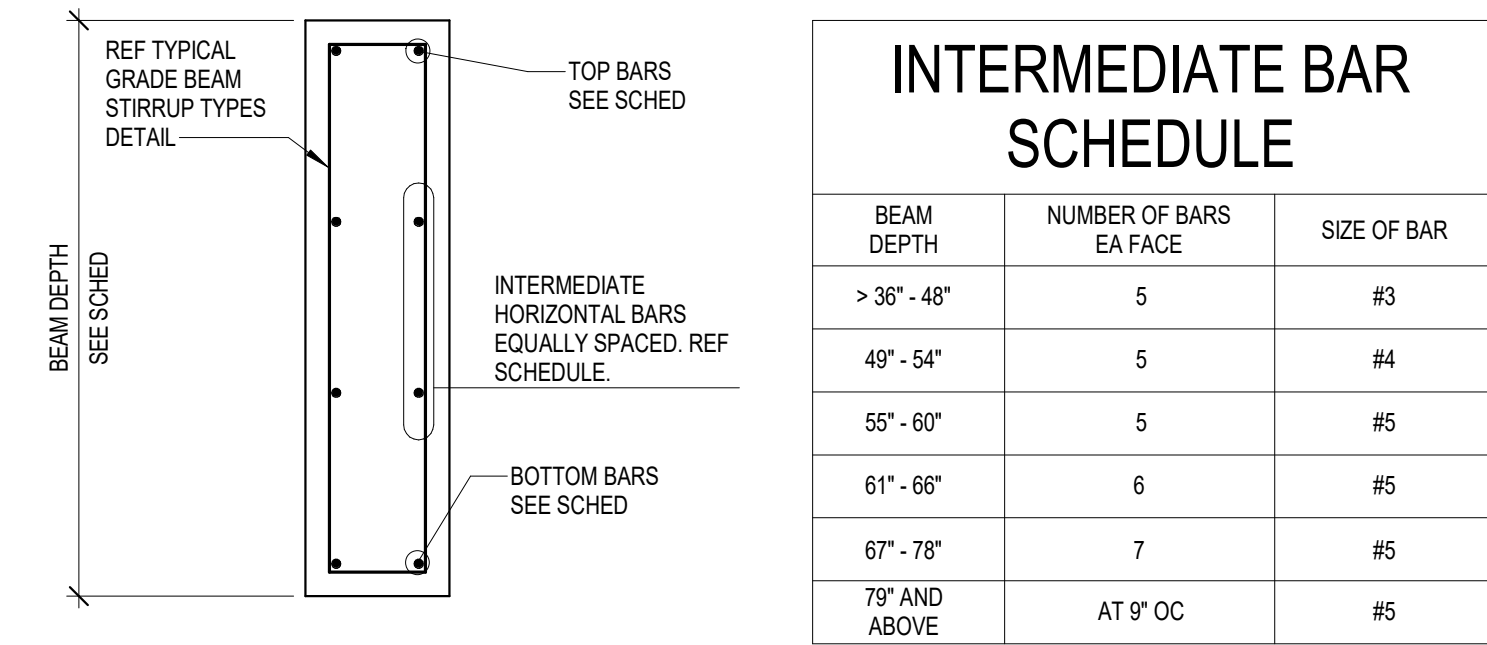 REF TYPICAL
GRADE BEAM
STIRRUP TYPES
DETAIL
TOP BARS
SEE SCHED
BEAM DEPTH
SEE SCHED
INTERMEDIATE
HORIZONTAL BARS
EQUALLY SPACED. REF
SCHEDULE.
BOTTOM BARS
SEE SCHED
INTERMEDIATE BAR
SCHEDULE
BEAM
DEPTH
NUMBER OF BARS
EA FACE
SIZE OF BAR
> 36" - 48" 5 #3
49" - 54" 5 #4
55" - 60" 5 #5
61" - 66" 6 #5
67" - 78" 7 #5
79" AND
ABOVE
AT 9" OC #5